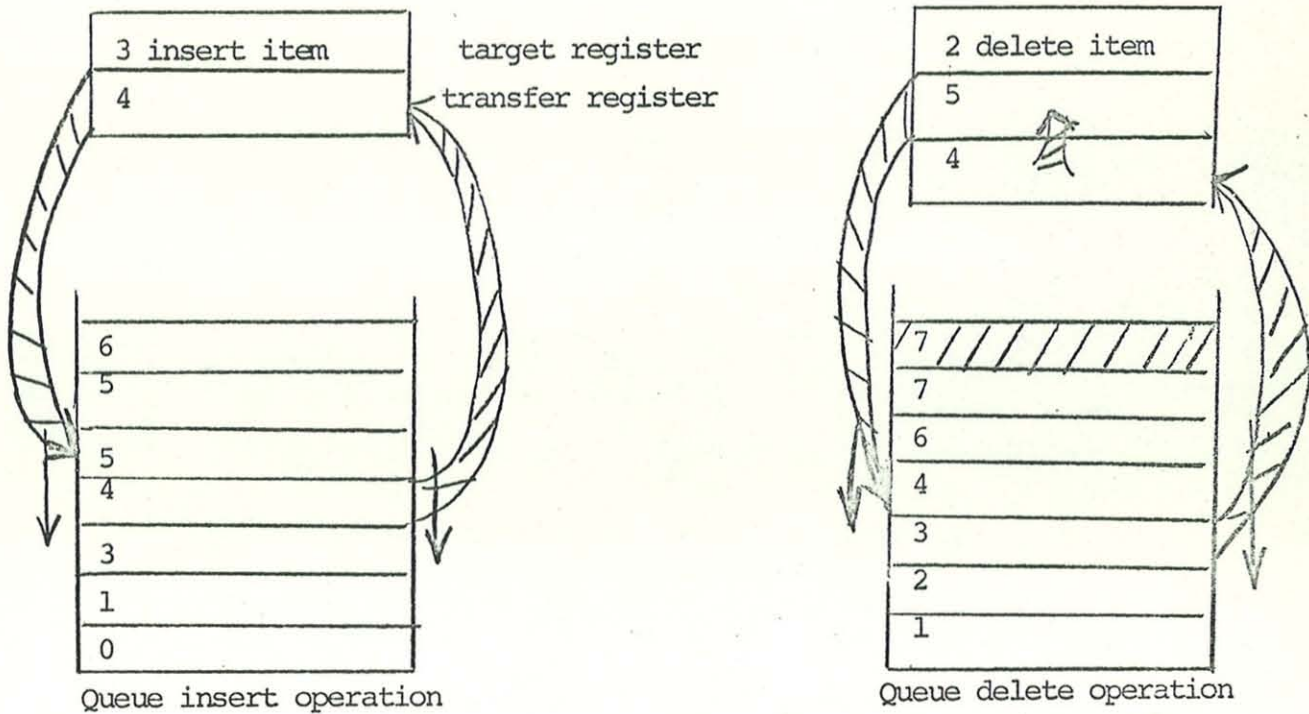 3 insert item
target register
4
transfer register
6
5
5
4
3
1
0
Queue insert operation
2 delete item
5
4
7
7
6
4
3
2
1
Queue delete operation